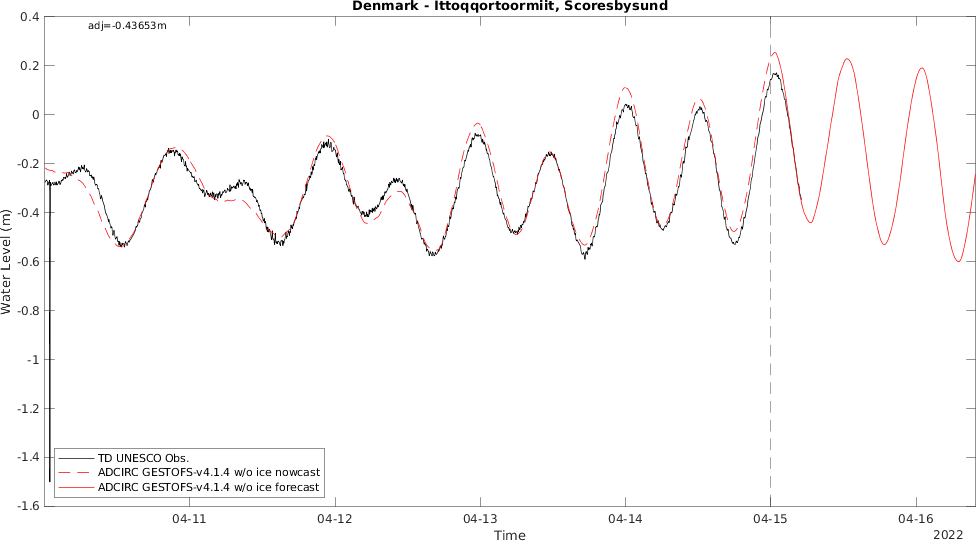 Denmark - Ittoqqortoormiit, Scoresbysund
adj=-0.43653m
0.4
0.2
0
-0.2
-0.4
-0.6
-0.8
-1
-1.2
-1.4
-1.6
Water Level (m)
TD UNESCO Obs.
ADCIRC GESTOFS-v4.1.4 w/o ice nowcast
ADCIRC GESTOFS-v4.1.4 w/o ice forecast
04-11 04-12 04-13 04-14 04-15 04-16
Time
2022